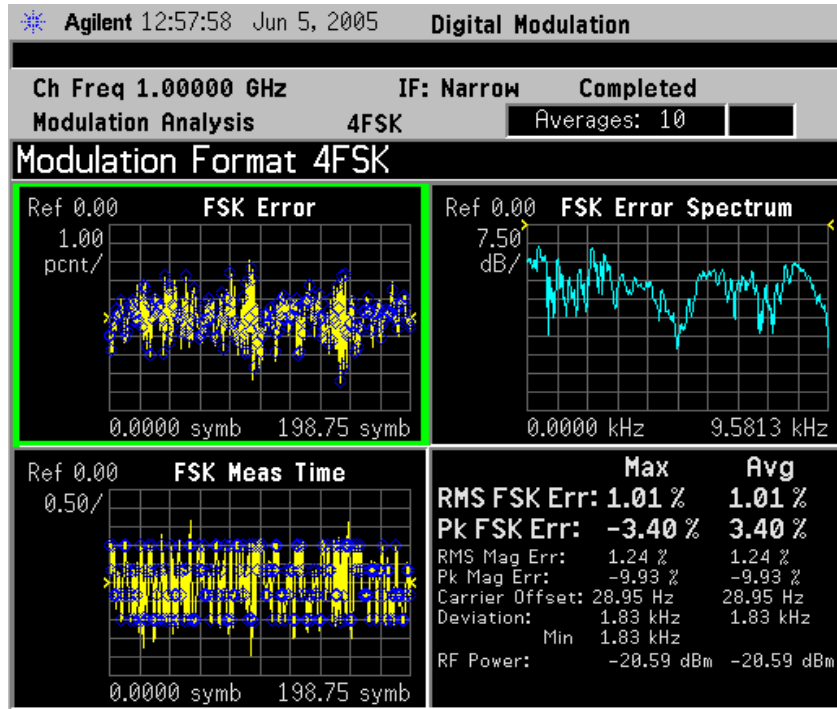 Agilent 12:57:58 Jun 5, 2005 Digital Modulation
Ch Freq 1.00000 GHz IF: Narrow Completed
Modulation Analysis 4FSK Averages: 10
Modulation Format 4FSK
Ref 0.00 FSK Error
1.00
pcnt/
0.0000 symb 198.75 symb
Ref 0.00 FSK Error Spectrum
7.50
dB/
0.0000 kHz 9.5813 kHz
Ref 0.00 FSK Meas Time
0.50/
0.0000 symb 198.75 symb
Max Avg
RMS FSK Err: 1.01 % 1.01 %
Pk FSK Err: -3.40 % 3.40 %
RMS Mag Err: 1.24 % 1.24 %
Pk Mag Err: -9.93 % -9.93 %
Carrier Offset: 28.95 Hz 28.95 Hz
Deviation: 1.83 kHz 1.83 kHz
Min 1.83 kHz
RF Power: -20.59 dBm -20.59 dBm